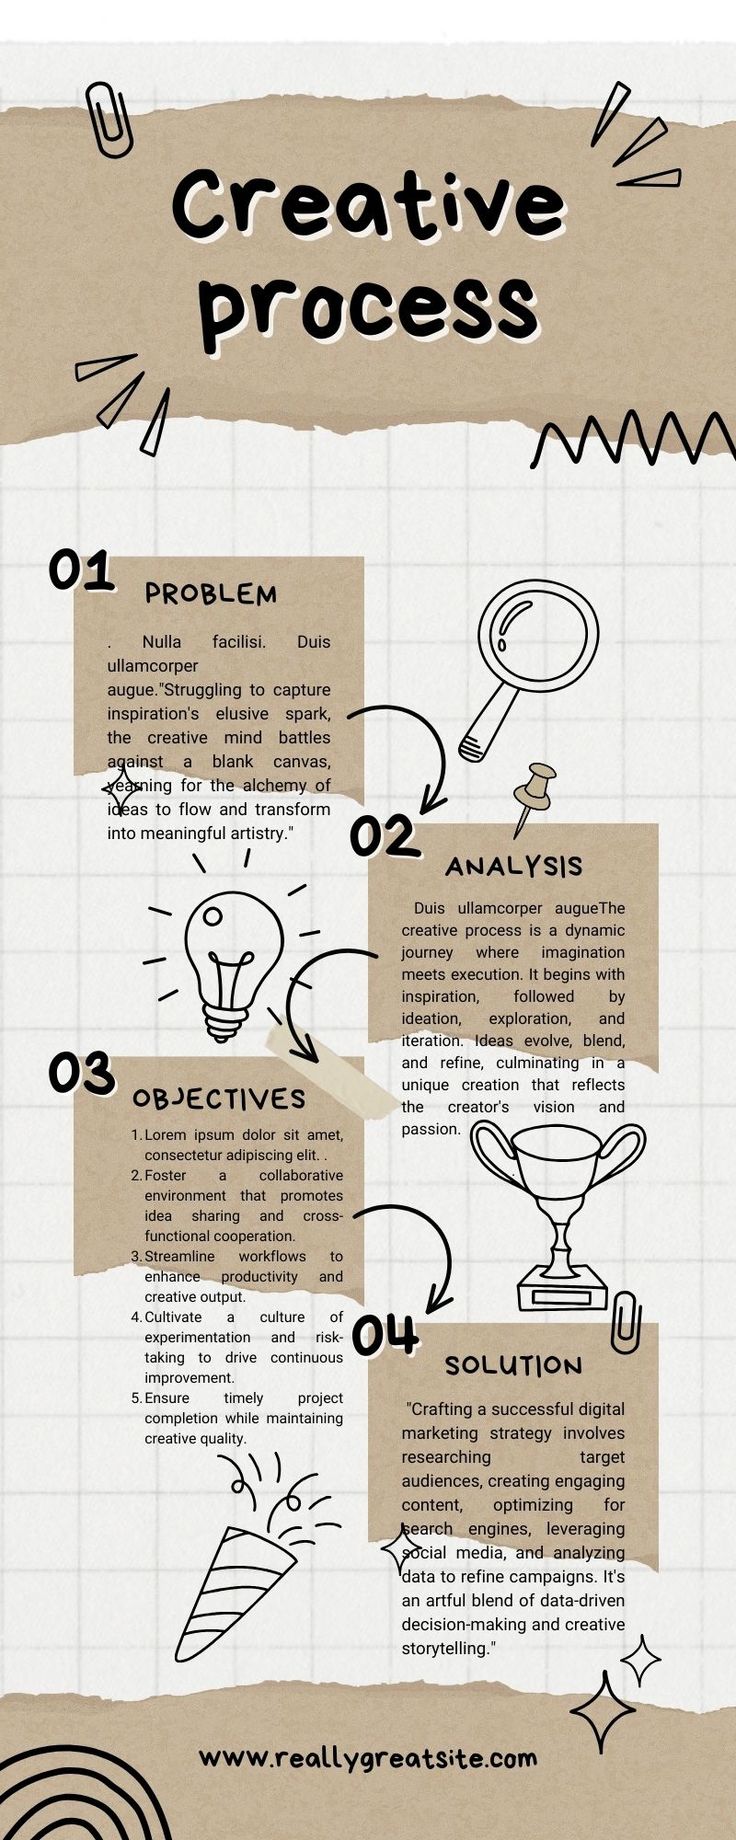 Creative
process
01
PROBLEM
. Nulla facilisi. Duis
ullamcorper
augue."Struggling to capture
inspiration's elusive spark,
the creative mind battles
against a blank canvas,
yearning for the alchemy of
ideas to flow and transform
into meaningful artistry."
02
ANALYSIS
Duis ullamcorper augueThe
creative process is a dynamic
journey where imagination
meets execution. It begins with
inspiration, followed by
ideation, exploration, and
iteration. Ideas evolve, blend,
and refine, culminating in a
unique creation that reflects
the creator's vision and
passion.
03
OBJECTIVES
1. Lorem ipsum dolor sit amet,
consectetur adipiscing elit. .
2. Foster a collaborative
environment that promotes
idea sharing and cross-
functional cooperation.
3. Streamline workflows to
enhance productivity and
creative output.
4. Cultivate a culture of
experimentation and risk-
taking to drive continuous
improvement.
5. Ensure timely project
completion while maintaining
creative quality.
04
SOLUTION
"Crafting a successful digital
marketing strategy involves
researching target
audiences, creating engaging
content, optimizing for
search engines, leveraging
social media, and analyzing
data to refine campaigns. It's
an artful blend of data-driven
decision-making and creative
storytelling."
www.reallygreatsite.com